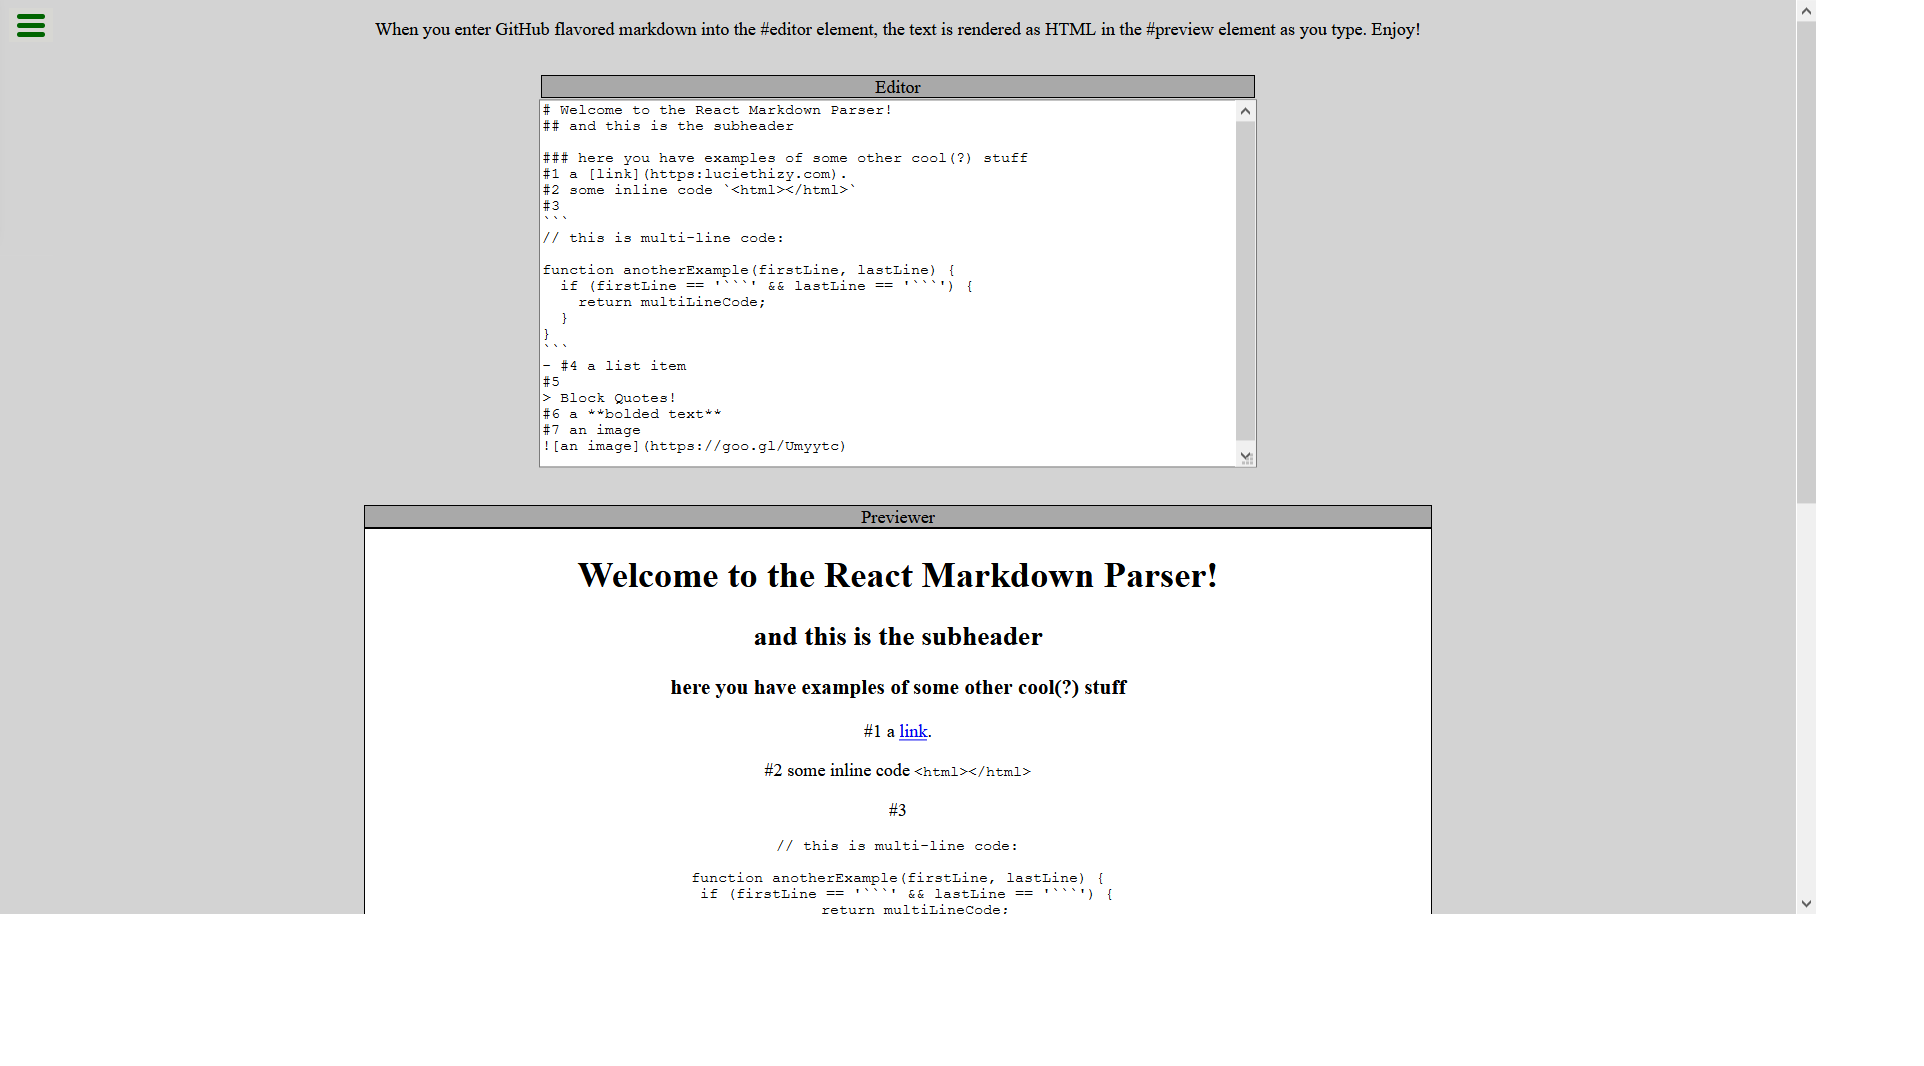 When you enter GitHub flavored markdown into the #editor element, the text is rendered as HTML in the #preview element as you type. Enjoy!
Editor
# Welcome to the React Markdown Parser!
## and this is the subheader
### here you have examples of some other cool(?) stuff
#1 a [link](https:luciethizy.com).
#2 some inline code `<html></html>`
#3
```
// this is multi-line code:
function anotherExample(firstLine, lastLine) {
  if (firstLine == '```' && lastLine == '```') {
    return multiLineCode;
  }
}
```
- #4 a list item
#5
> Block Quotes!
#6 a **bolded text**
#7 an image
![an image](https://goo.gl/Umyytc)
Previewer
Welcome to the React Markdown Parser!
and this is the subheader
here you have examples of some other cool(?) stuff
#1 a link.
#2 some inline code <html></html>
#3
// this is multi-line code:
function anotherExample(firstLine, lastLine) {
if (firstLine == '```' && lastLine == '```') {
return multiLineCode;